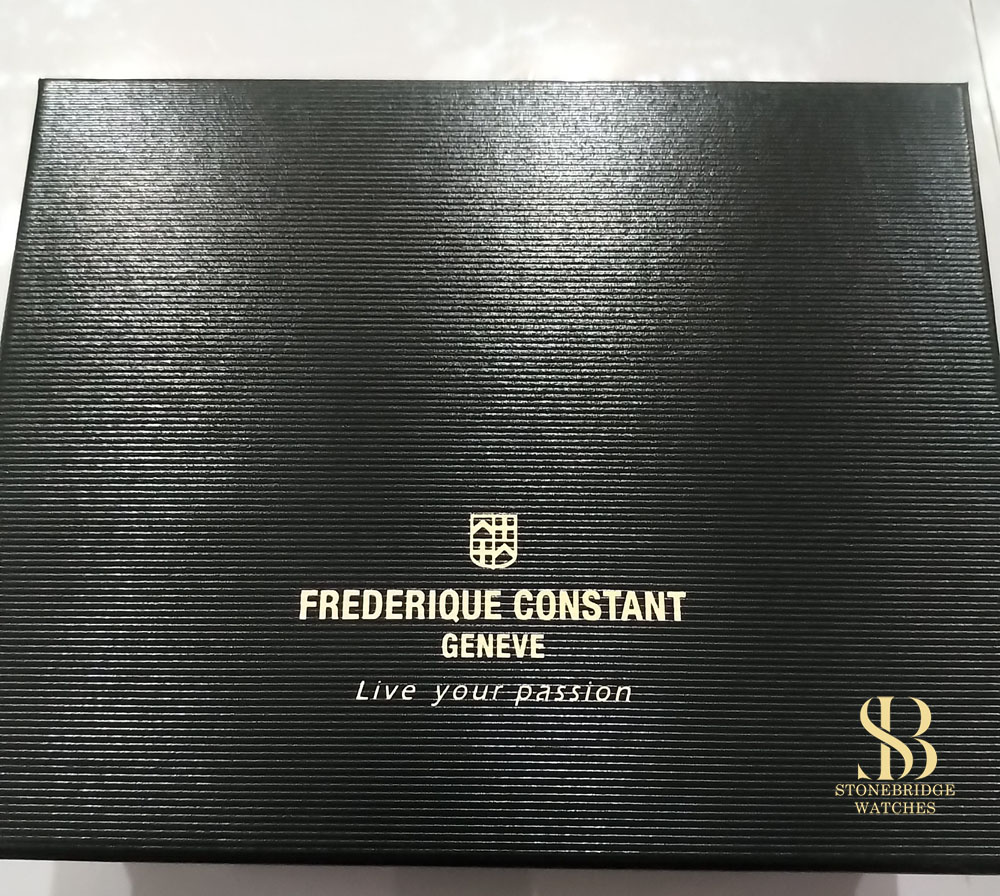 FREDERIQUE CONSTANT
GENEVE
Live your passion
SB
STONEBRIDGE
WATCHES